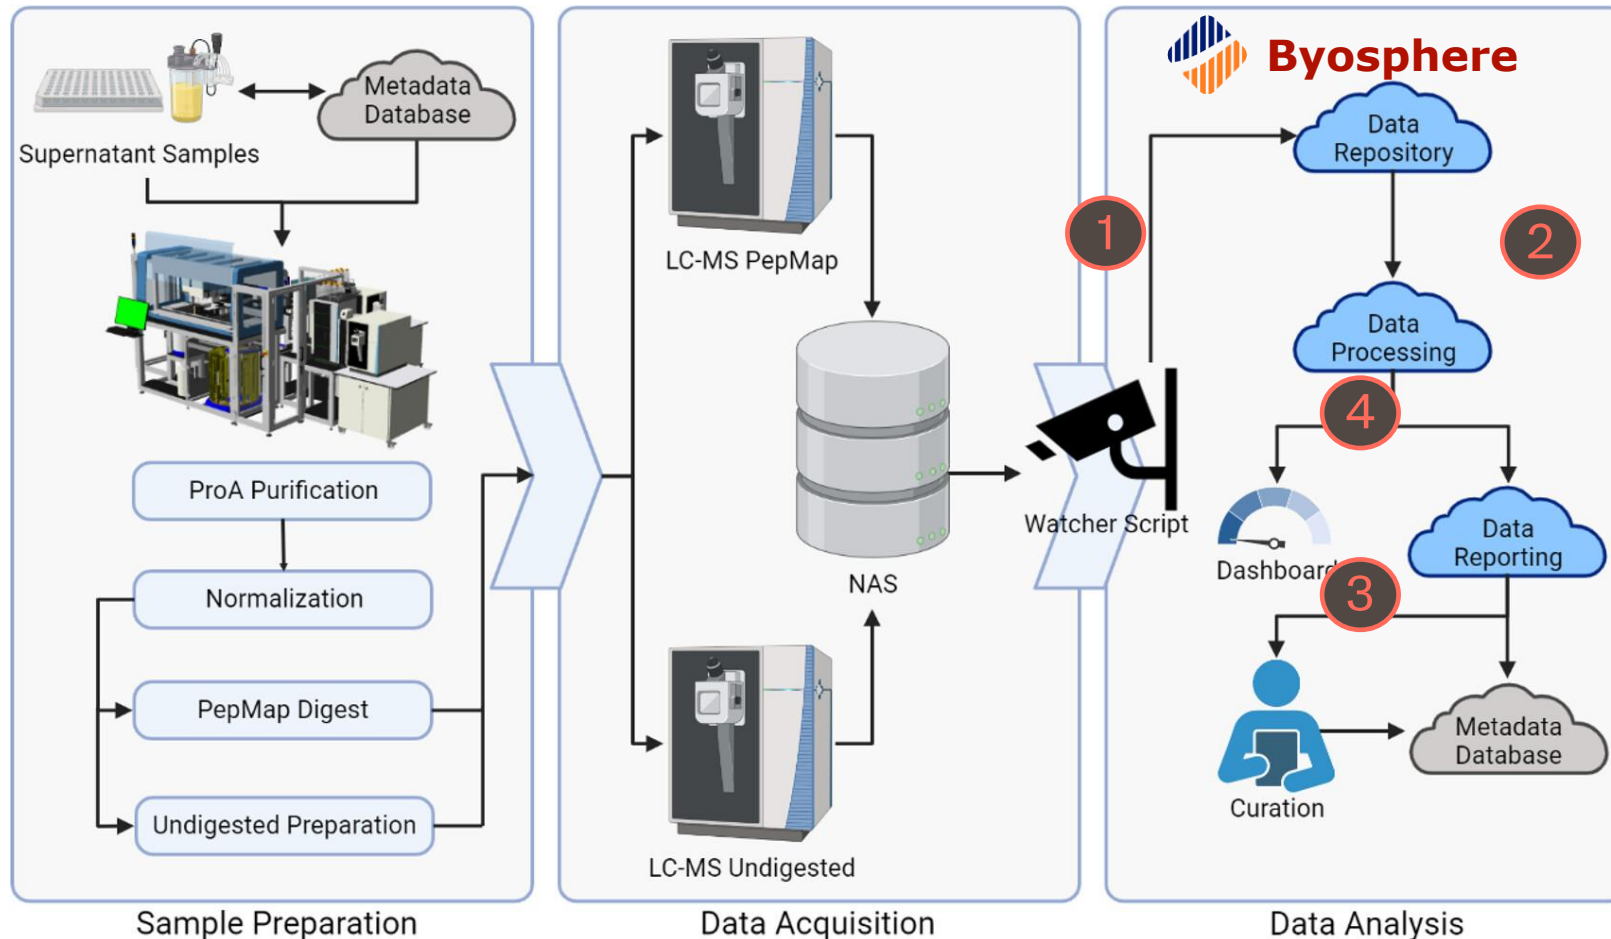 Supernatant Samples
Metadata
Database
ProA Purification
Normalization
PepMap Digest
Undigested Preparation
Sample Preparation
LC-MS PepMap
NAS
LC-MS Undigested
Data Acquisition
1
Watcher Script
Byosphere
Data
Repository
2
Data
Processing
4
Dashboard
Data
Reporting
3
Curation
Metadata
Database
Data Analysis